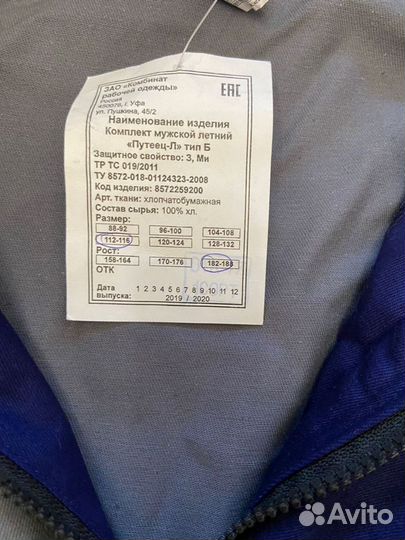 ЗАО «Комбинат
рабочей одежды»
Россия
450078, г. Уфа
ул. Пушкина, 45/2
EAC
Наименование изделия
Комплект мужской летний
«Путеец-Л» тип Б
Защитное свойство: З, Ми
ТР ТС 019/2011
ТУ 8572-018-01124323-2008
Код изделия: 8572259200
Арт. ткани: хлопчатобумажная
Состав сырья: 100% хл.
Размер:
88-92 96-100 104-108
112-116 120-124 128-132
Рост:
158-164 170-176 182-188
ОТК
Дата
выпуска:
1 2 3 4 5 6 7 8 9 10 11 12
2019 / 2020
Avito